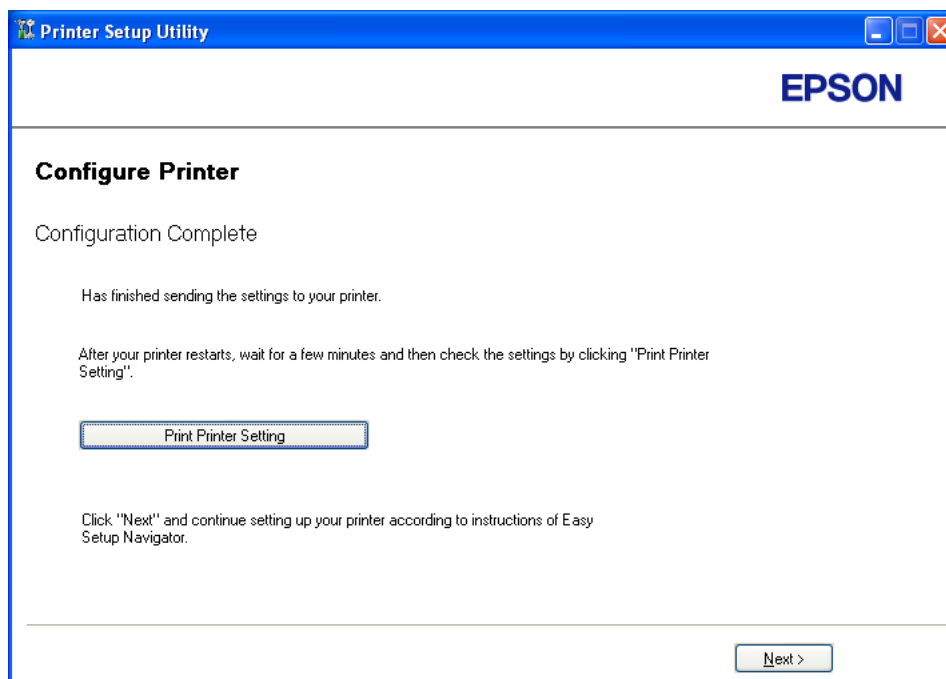 Printer Setup Utility
EPSON
Configure Printer
Configuration Complete
Has finished sending the settings to your printer.
After your printer restarts, wait for a few minutes and then check the settings by clicking "Print Printer
Setting".
Print Printer Setting
Click "Next" and continue setting up your printer according to instructions of Easy
Setup Navigator.
Next >